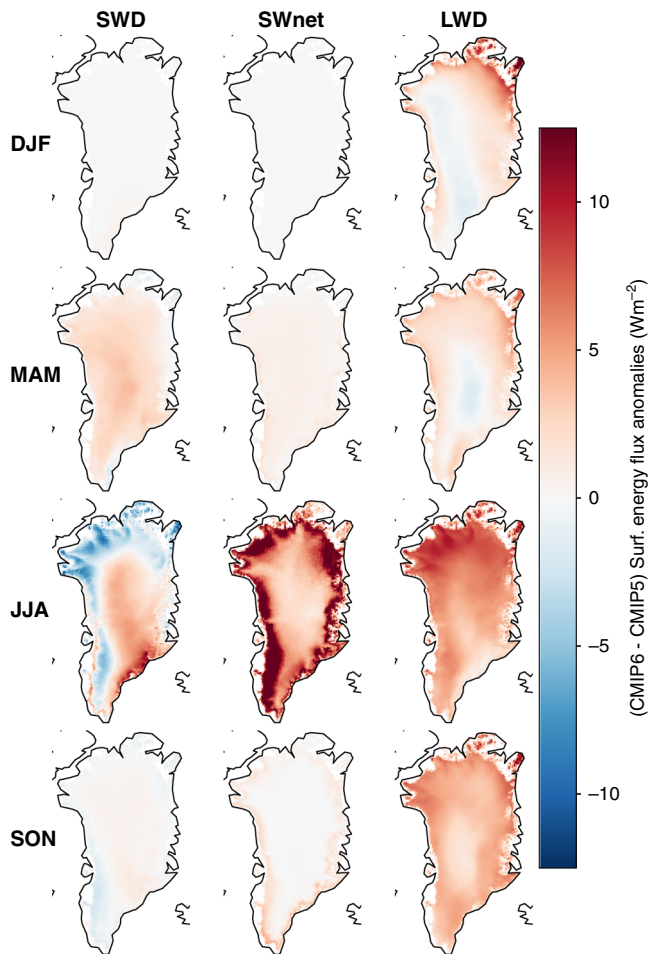 SWD SWnet LWD
DJF
MAM
JJA
SON
10
5
0
−5
−10
(CMIP6 - CMIP5) Surf. energy flux anomalies (Wm⁻²)